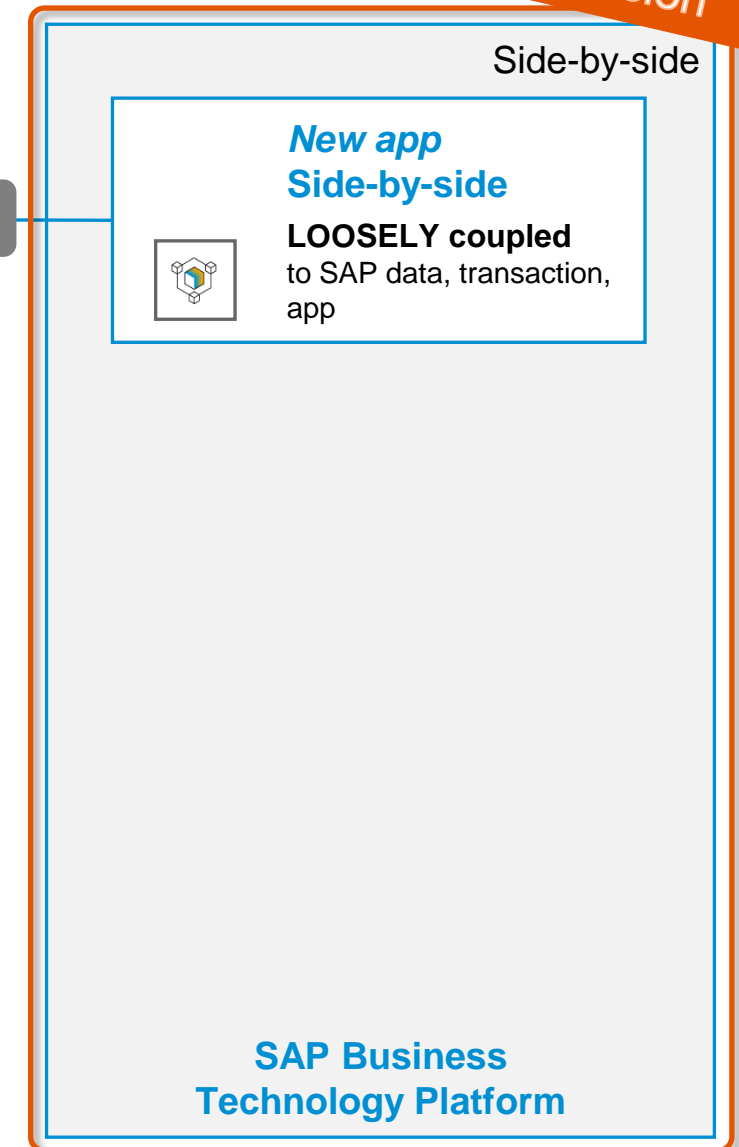 Side-by-side
New app
Side-by-side
LOOSELY coupled
to SAP data, transaction,
app
SAP Business
Technology Platform